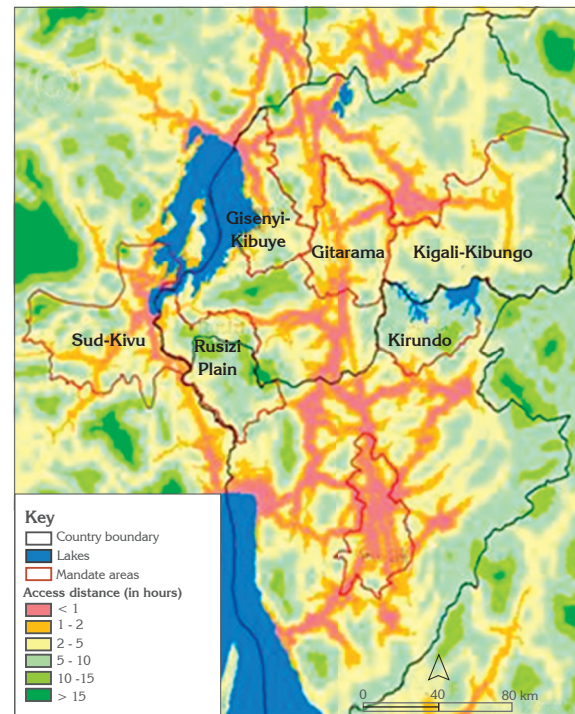 Gisenyi-
Kibuye
Gitarama
Kigali-Kibungo
Sud-Kivu
Rusizi
Plain
Kirundo
Key
Country boundary
Lakes
Mandate areas
Access distance (in hours)
< 1
1 - 2
2 - 5
5 - 10
10 -15
> 15
0 40 80 km